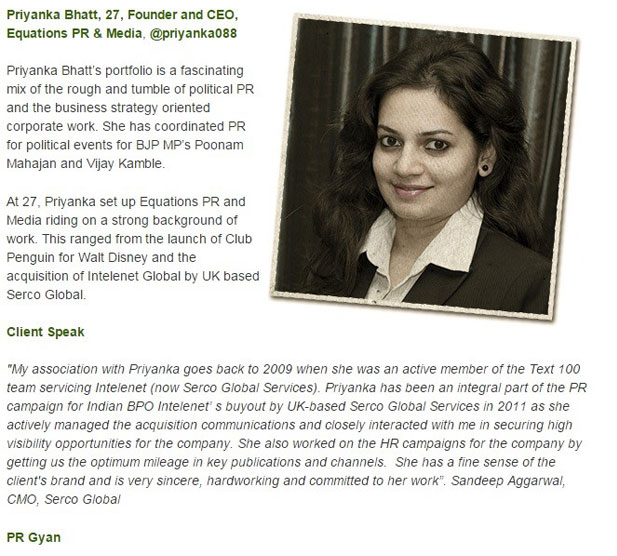 Priyanka Bhatt, 27, Founder and CEO,
Equations PR & Media, @priyanka088
Priyanka Bhatt's portfolio is a fascinating
mix of the rough and tumble of political PR
and the business strategy oriented
corporate work. She has coordinated PR
for political events for BJP MP's Poonam
Mahajan and Vijay Kamble.
At 27, Priyanka set up Equations PR and
Media riding on a strong background of
work. This ranged from the launch of Club
Penguin for Walt Disney and the
acquisition of Intelenet Global by UK based
Serco Global.
Client Speak
"My association with Priyanka goes back to 2009 when she was an active member of the Text 100
team servicing Intelenet (now Serco Global Services). Priyanka has been an integral part of the PR
campaign for Indian BPO Intelenet' s buyout by UK-based Serco Global Services in 2011 as she
actively managed the acquisition communications and closely interacted with me in securing high
visibility opportunities for the company. She also worked on the HR campaigns for the company by
getting us the optimum mileage in key publications and channels.  She has a fine sense of the
client's brand and is very sincere, hardworking and committed to her work”. Sandeep Aggarwal,
CMO, Serco Global
PR Gyan